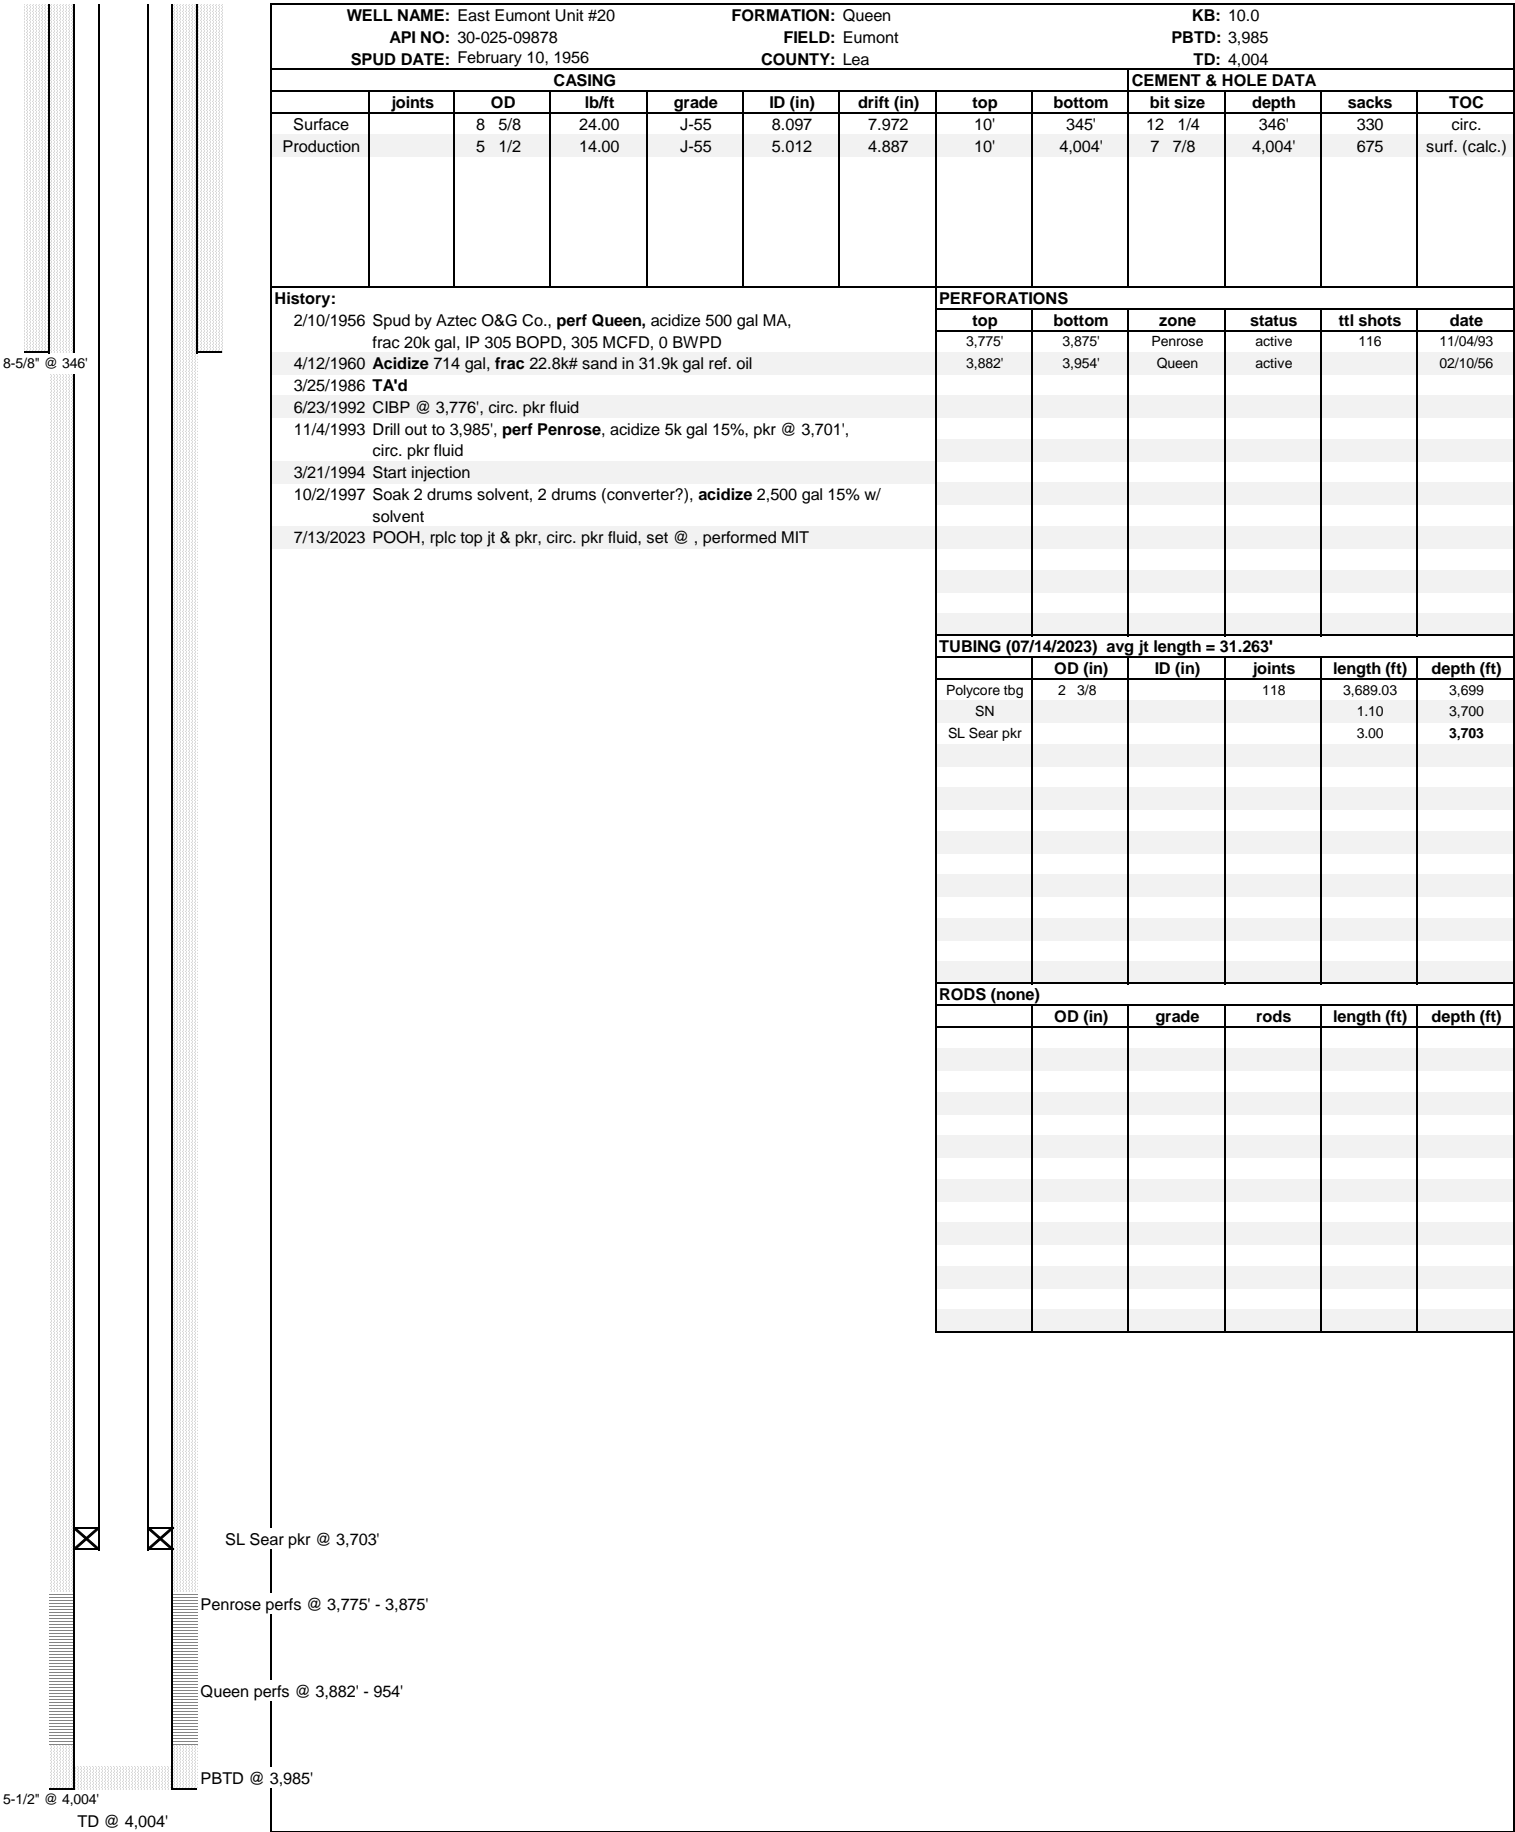 WELL NAME: East Eumont Unit #20 FORMATION: Queen KB: 10.0
API NO: 30-025-09878 FIELD: Eumont PBTD: 3,985
SPUD DATE: February 10, 1956 COUNTY: Lea TD: 4,004
CASING CEMENT & HOLE DATA
joints OD lb/ft grade ID (in) drift (in) top bottom bit size depth sacks TOC
Surface 8 5/8 24.00 J-55 8.097 7.972 10' 345' 12 1/4 346' 330 circ.
Production 5 1/2 14.00 J-55 5.012 4.887 10' 4,004' 7 7/8 4,004' 675 surf. (calc.)
History:
2/10/1956 Spud by Aztec O&G Co., perf Queen, acidize 500 gal MA,
frac 20k gal, IP 305 BOPD, 305 MCFD, 0 BWPD
4/12/1960 Acidize 714 gal, frac 22.8k# sand in 31.9k gal ref. oil
3/25/1986 TA'd
6/23/1992 CIBP @ 3,776', circ. pkr fluid
11/4/1993 Drill out to 3,985', perf Penrose, acidize 5k gal 15%, pkr @ 3,701',
circ. pkr fluid
3/21/1994 Start injection
10/2/1997 Soak 2 drums solvent, 2 drums (converter?), acidize 2,500 gal 15% w/
solvent
7/13/2023 POOH, rplc top jt & pkr, circ. pkr fluid, set @ , performed MIT
PERFORATIONS
top bottom zone status ttl shots date
3,775' 3,875' Penrose active 116 11/04/93
3,882' 3,954' Queen active 02/10/56
TUBING (07/14/2023) avg jt length = 31.263'
OD (in) ID (in) joints length (ft) depth (ft)
Polycore tbg 2 3/8 118 3,689.03 3,699
SN 1.10 3,700
SL Sear pkr 3.00 3,703
RODS (none)
OD (in) grade rods length (ft) depth (ft)
8-5/8" @ 346'
SL Sear pkr @ 3,703'
Penrose perfs @ 3,775' - 3,875'
Queen perfs @ 3,882' - 954'
PBTD @ 3,985'
5-1/2" @ 4,004'
TD @ 4,004'